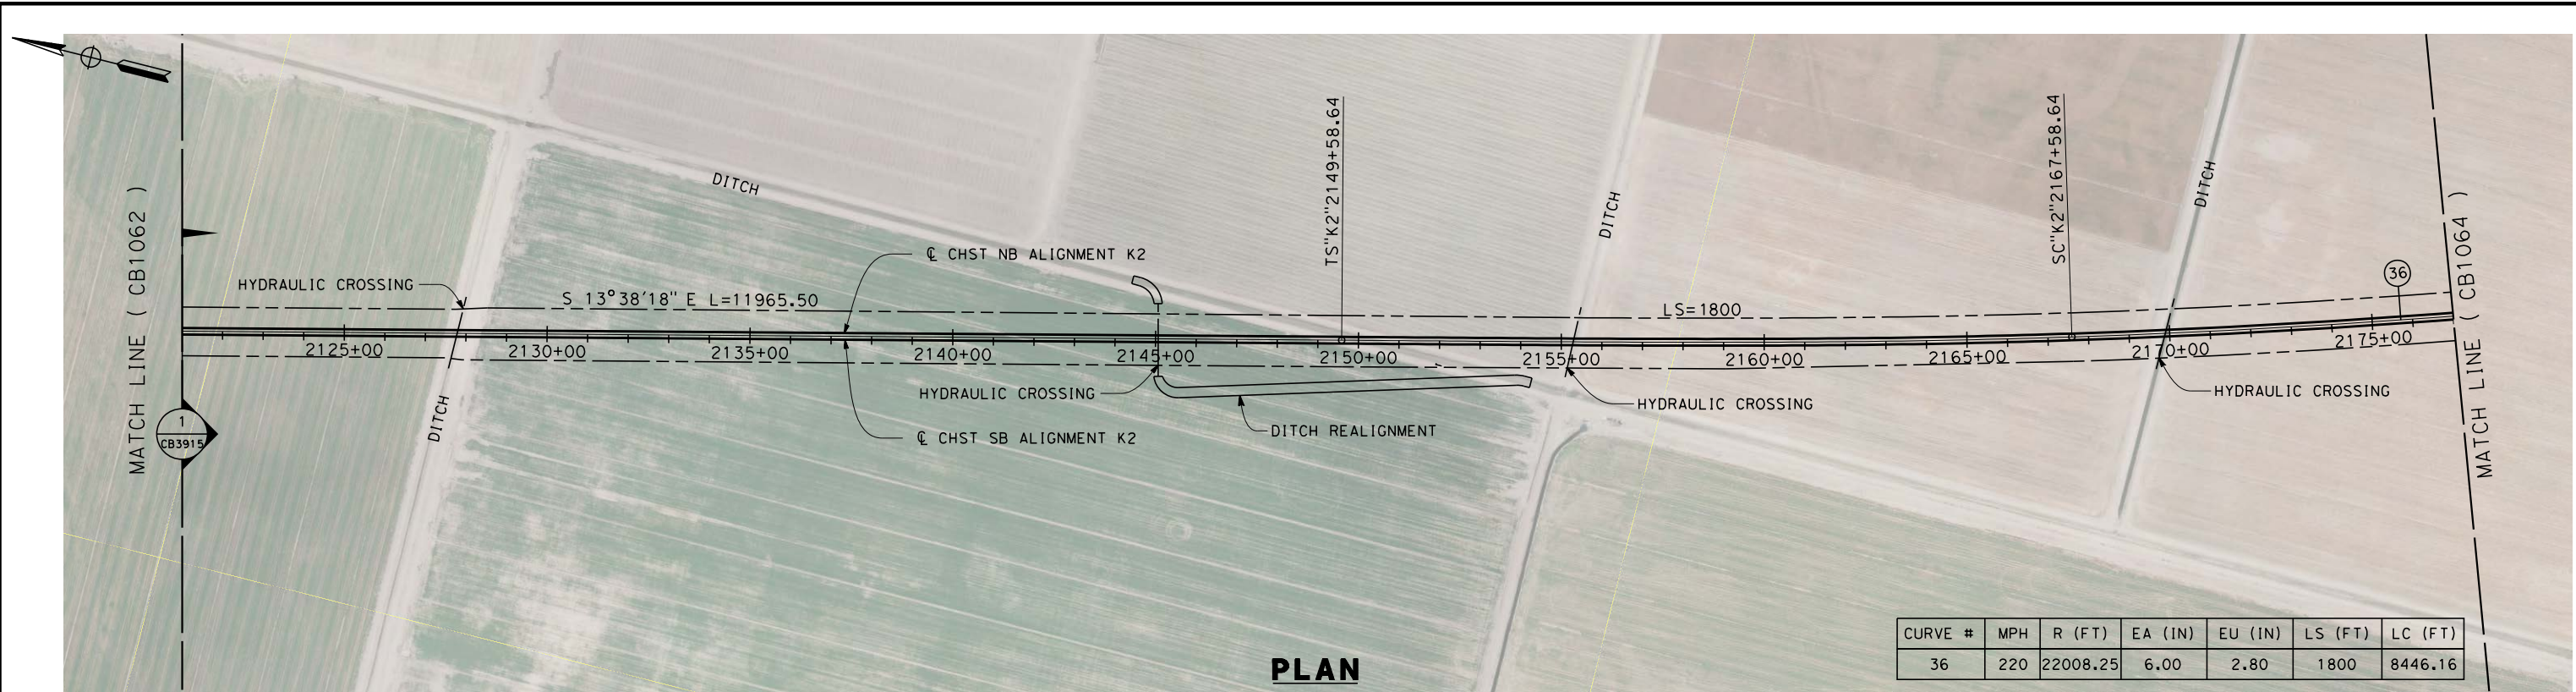 MATCH LINE ( CB1062 )
1
CB3915
DITCH
DITCH
HYDRAULIC CROSSING
S 13°38'18" E L=11965.50
℄ CHST NB ALIGNMENT K2
℄ CHST SB ALIGNMENT K2
HYDRAULIC CROSSING
DITCH REALIGNMENT
TS"K2"2149+58.64
DITCH
LS=1800
HYDRAULIC CROSSING
SC"K2"2167+58.64
DITCH
HYDRAULIC CROSSING
36
MATCH LINE ( CB1064 )
2125+00 2130+00 2135+00 2140+00 2145+00 2150+00 2155+00 2160+00 2165+00 2170+00 2175+00
CURVE # MPH R (FT) EA (IN) EU (IN) LS (FT) LC (FT)
36 220 22008.25 6.00 2.80 1800 8446.16
PLAN